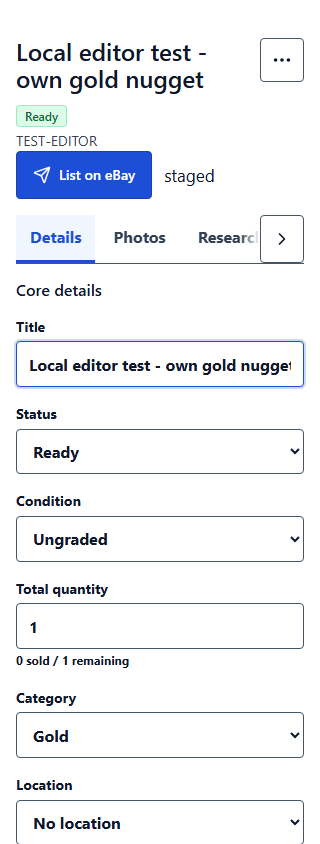 Local editor test -
own gold nugget
...
Ready
TEST-EDITOR
List on eBay
staged
Details
Photos
Research
Core details
Title
Local editor test - own gold nugget
Status
Ready
Condition
Ungraded
Total quantity
1
0 sold / 1 remaining
Category
Gold
Location
No location